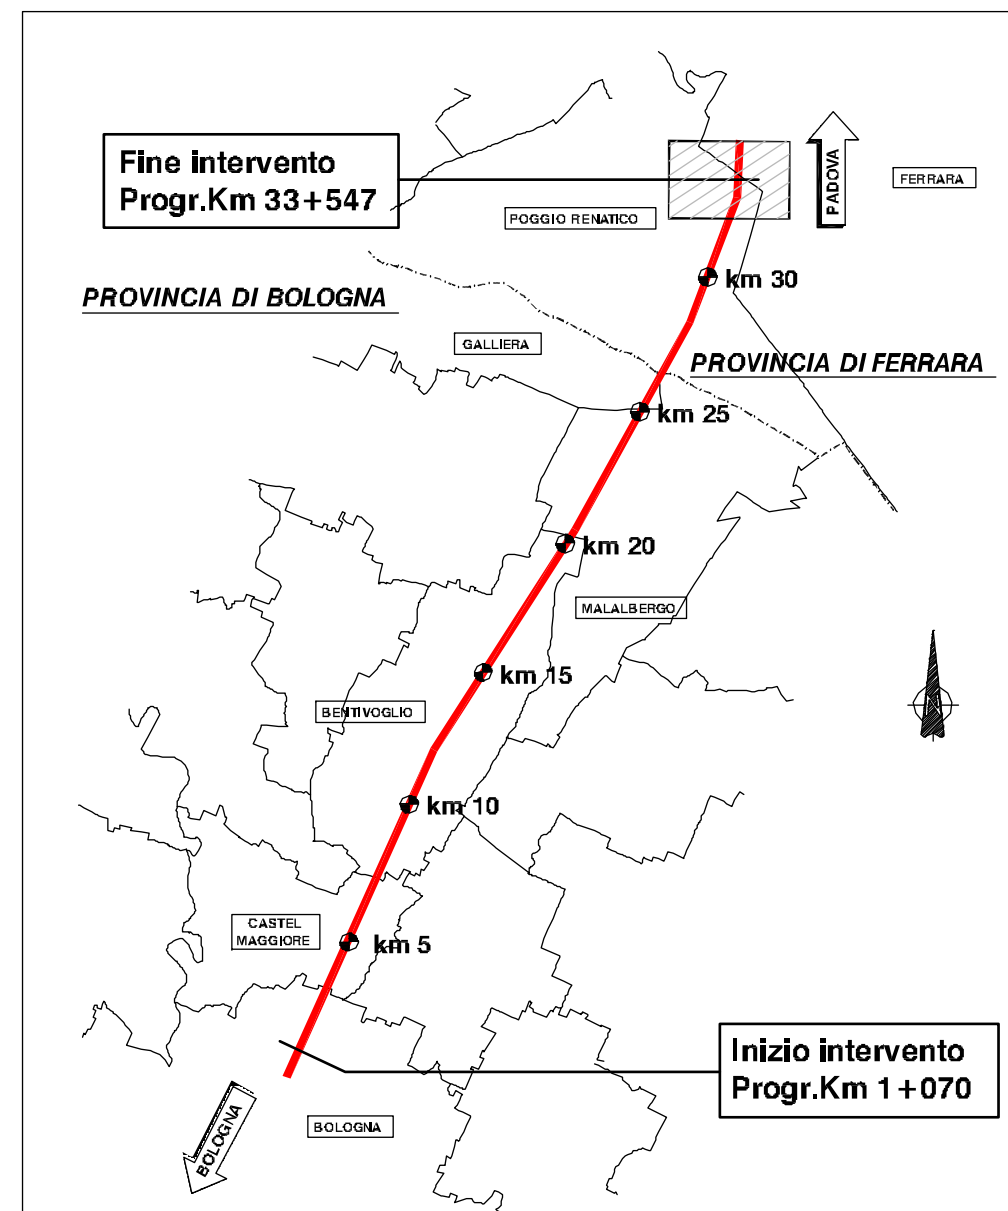 Fine intervento
Progr.Km 33+547
PADOVA
FERRARA
POGGIO RENATICO
km 30
PROVINCIA DI BOLOGNA
GALLIERA
PROVINCIA DI FERRARA
km 25
km 20
MALALBERGO
km 15
BENTIVOGLIO
km 10
CASTEL
MAGGIORE
km 5
Inizio intervento
Progr.Km 1+070
BOLOGNA
BOLOGNA